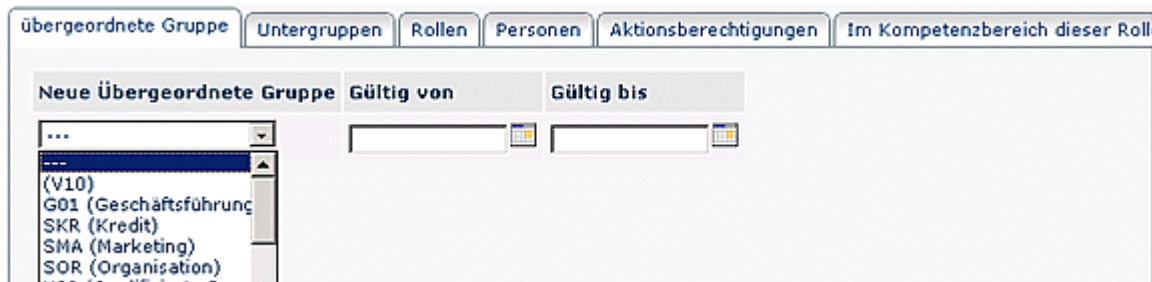 übergeordnete Gruppe Untergruppen Rollen Personen Aktionsberechtigungen Im Kompetenzbereich dieser Roll
Neue Übergeordnete Gruppe Gültig von Gültig bis
---
---
(V10)
G01 (Geschäftsführung
SKR (Kredit)
SMA (Marketing)
SOR (Organisation)